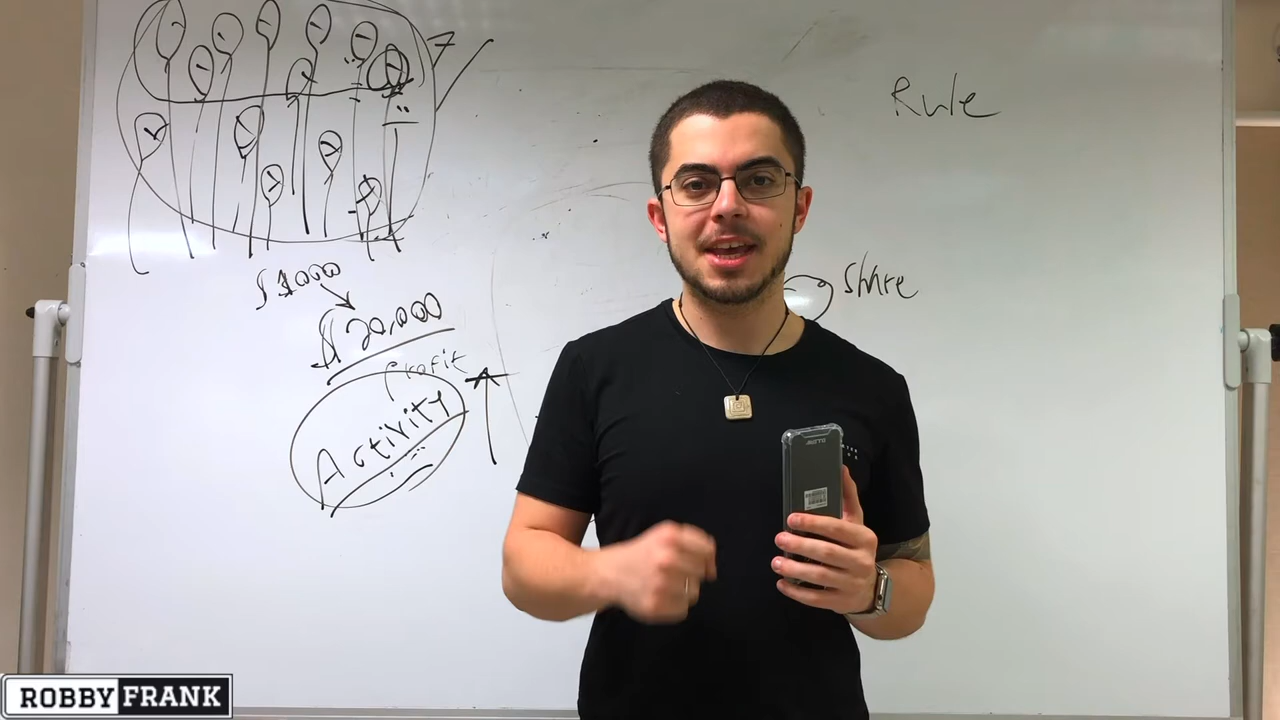 Rule
Share
$1000
$20,000
Profit
Activity
ROBBY FRANK